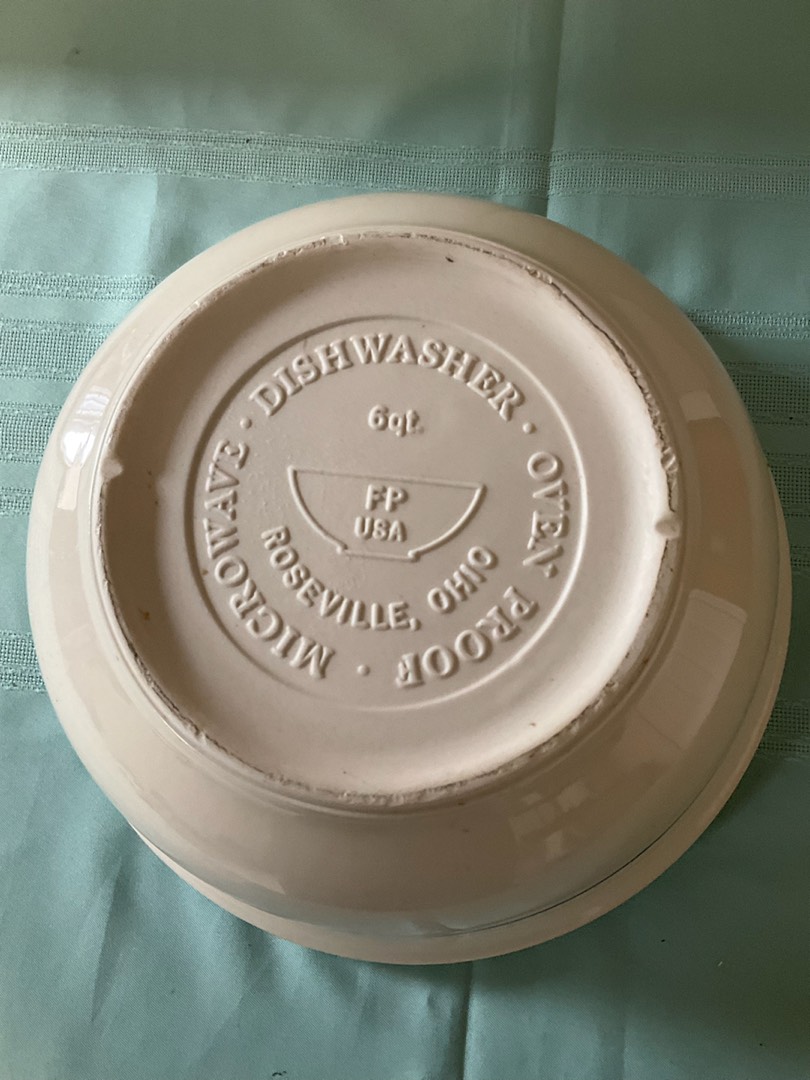 MICROWAVE · DISHWASHER · OVEN PROOF ·
6qt.
FP
USA
ROSEVILLE, OHIO